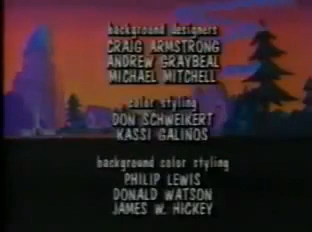 background designers
CRAIG ARMSTRONG
ANDREW GRAYBEAL
MICHAEL MITCHELL
color styling
DON SCHWEIKERT
KASSI GALINOS
background color styling
PHILIP LEWIS
DONALD WATSON
JAMES W. HICKEY